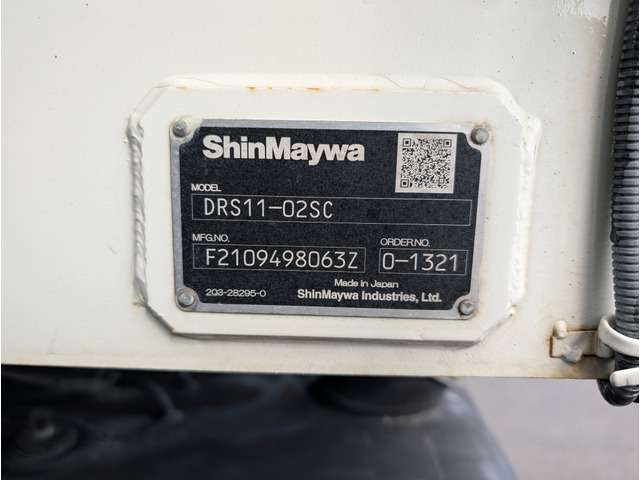 ShinMaywa
MODEL
DRS11-02SC
MFG.NO. ORDER.NO.
F2109498063Z 0-1321
Made in Japan
203-28295-0 ShinMaywa Industries, Ltd.